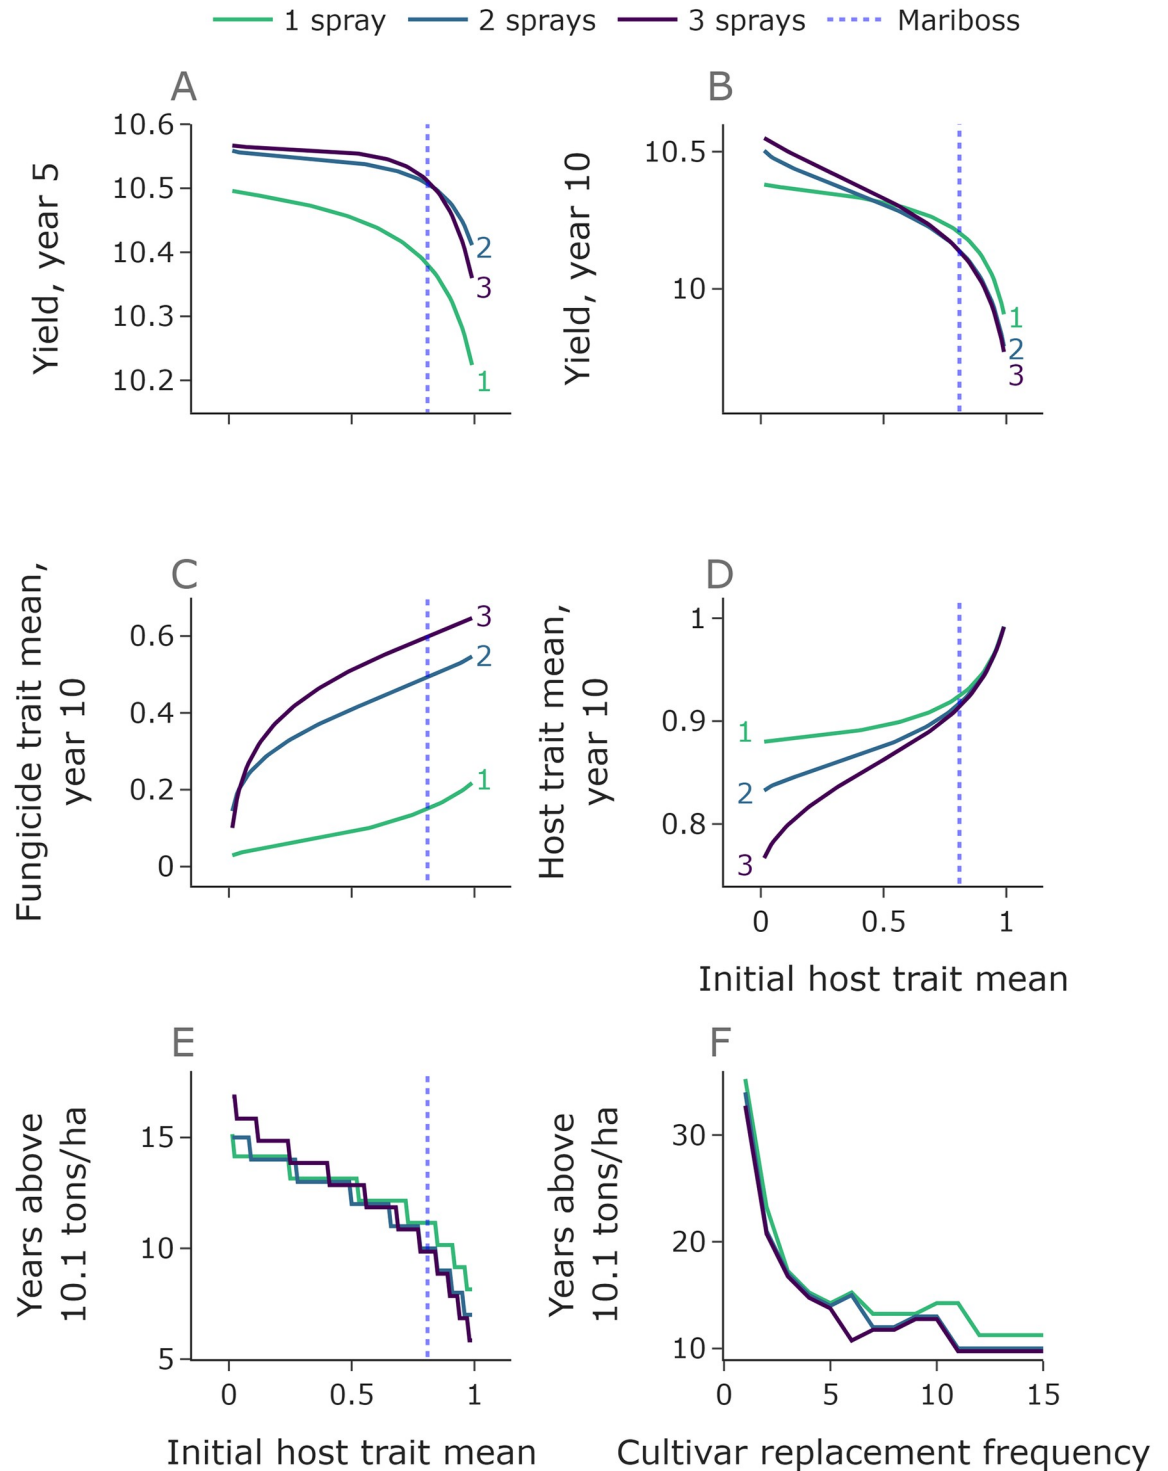 1 spray 2 sprays 3 sprays Mariboss
A
Yield, year 5
10.6
10.5
10.4
10.3
10.2
2
3
1
B
Yield, year 10
10.5
10
1
2
3
C
Fungicide trait mean,
year 10
0.6
0.4
0.2
0
3
2
1
D
Host trait mean,
year 10
1
0.9
0.8
1
2
3
0 0.5 1
Initial host trait mean
E
Years above
10.1 tons/ha
15
10
5
0 0.5 1
Initial host trait mean
F
Years above
10.1 tons/ha
30
20
10
0 5 10 15
Cultivar replacement frequency